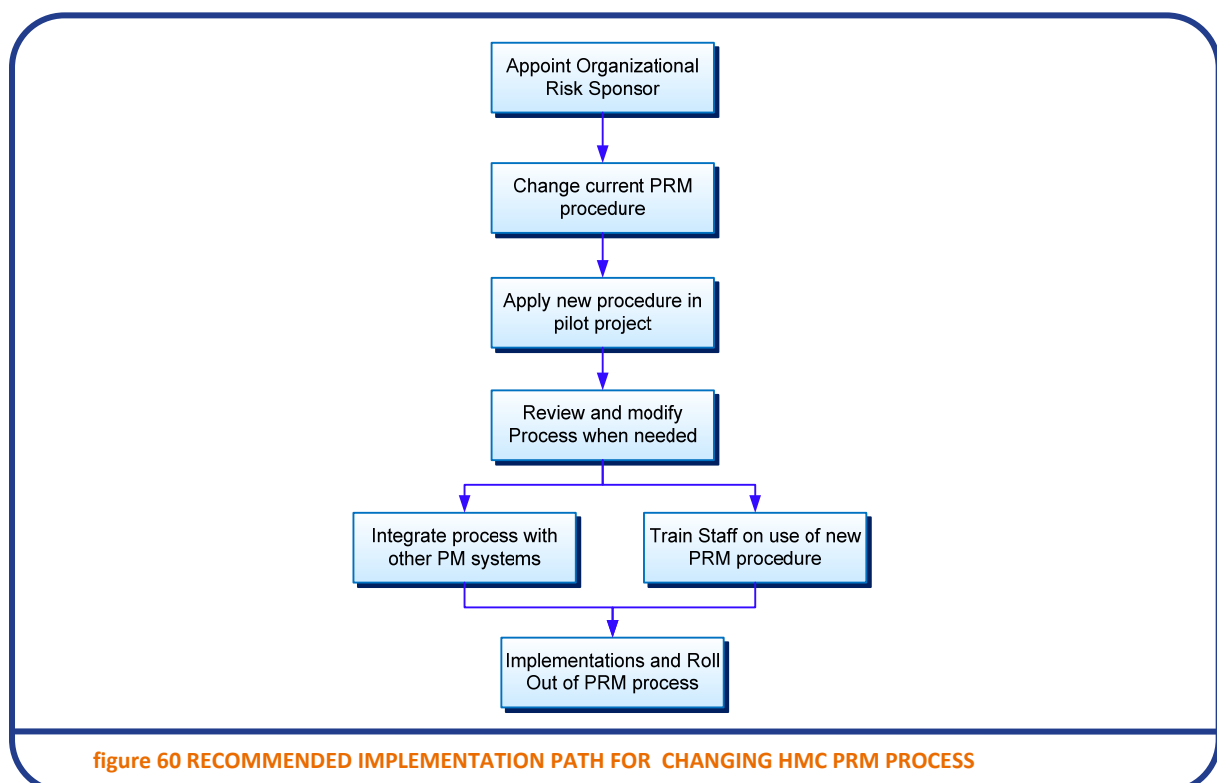 Appoint Organizational
Risk Sponsor
Change current PRM
procedure
Apply new procedure in
pilot project
Review and modify
Process when needed
Integrate process with
other PM systems
Train Staff on use of new
PRM procedure
Implementations and Roll
Out of PRM process
figure 60 RECOMMENDED IMPLEMENTATION PATH FOR CHANGING HMC PRM PROCESS